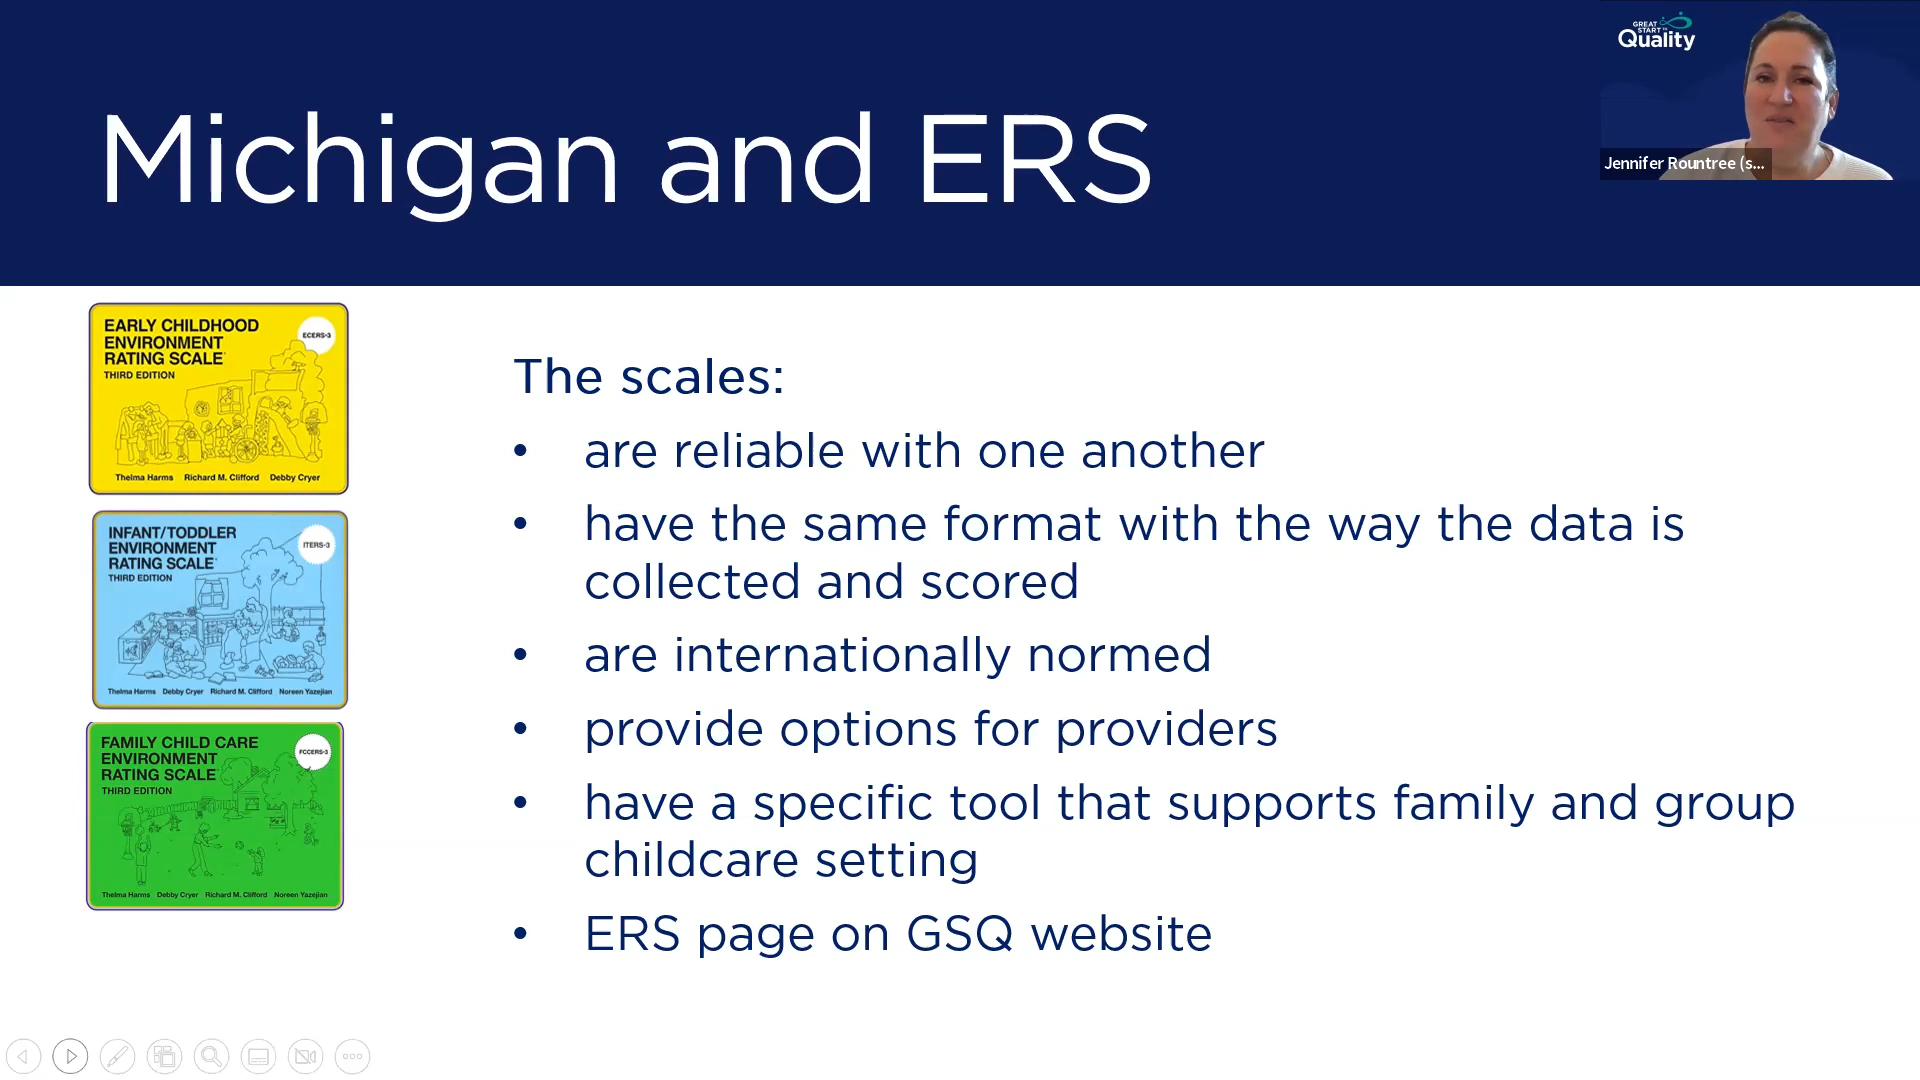 Michigan and ERS
GREAT
START TO
Quality
Jennifer Rountree (s...
EARLY CHILDHOOD
ENVIRONMENT
RATING SCALE
THIRD EDITION
ECERS-3
Thelma Harms Richard M. Clifford Debby Cryer
INFANT/TODDLER
ENVIRONMENT
RATING SCALE
THIRD EDITION
ITERS-3
Thelma Harms Debby Cryer Richard M. Clifford Noreen Yazejian
FAMILY CHILD CARE
ENVIRONMENT
RATING SCALE
THIRD EDITION
FCCERS-3
Thelma Harms Debby Cryer Richard M. Clifford Noreen Yazejian
The scales:
• are reliable with one another
• have the same format with the way the data is
collected and scored
• are internationally normed
• provide options for providers
• have a specific tool that supports family and group
childcare setting
• ERS page on GSQ website